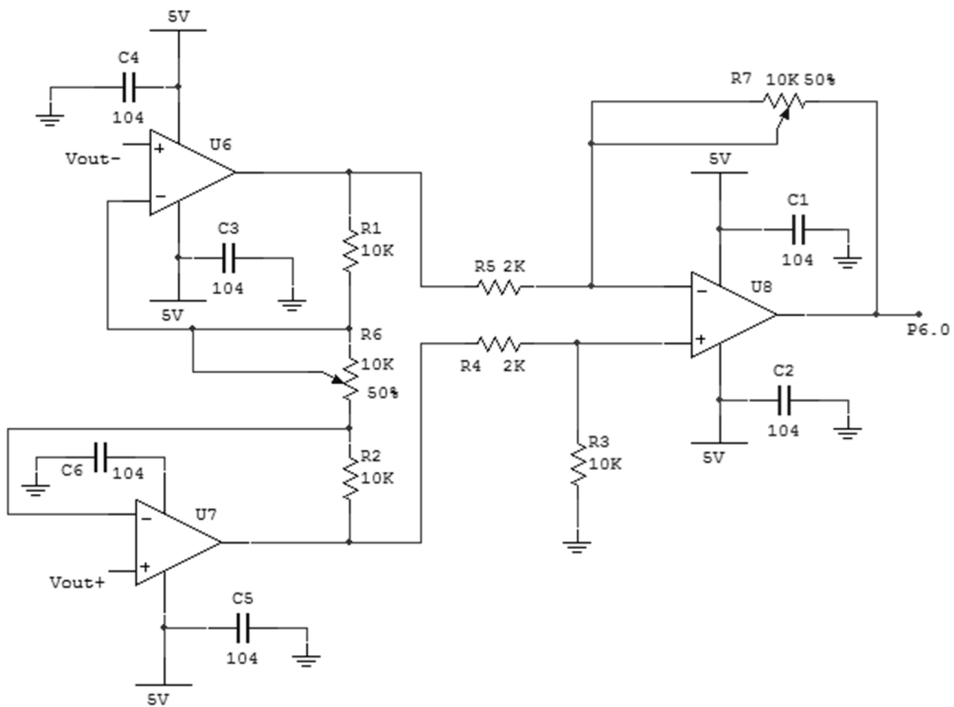 5V
C4
104
Vout-
+
-
U6
C3
104
5V
R1
10K
R6
10K
50%
R2
10K
C6
104
-
+
U7
Vout+
C5
104
5V
R7 10K 50%
5V
C1
104
R5 2K
-
+
U8
P6.0
R4 2K
C2
104
5V
R3
10K